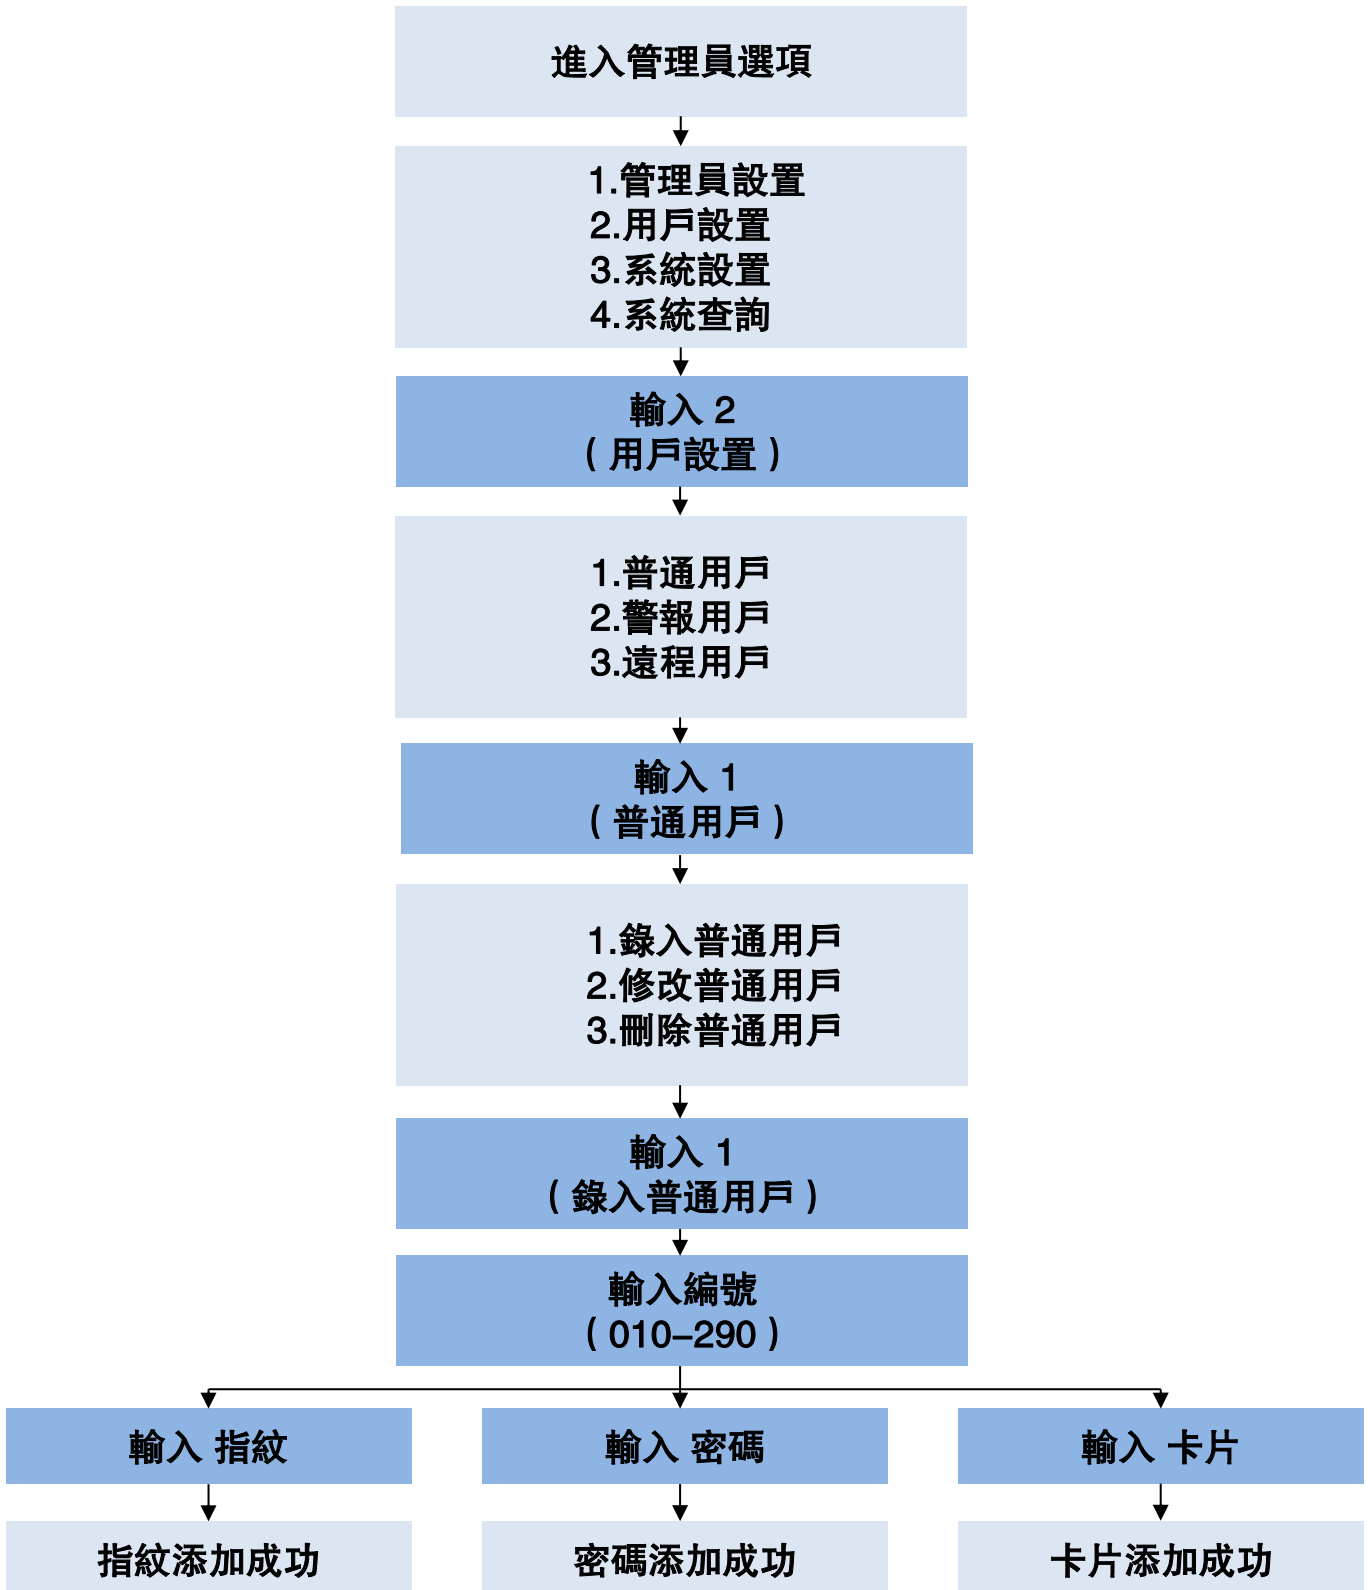 進入管理員選項
1.管理員設置
2.用戶設置
3.系統設置
4.系統查詢
輸入 2
(用戶設置)
1.普通用戶
2.警報用戶
3.遠程用戶
輸入 1
(普通用戶)
1.錄入普通用戶
2.修改普通用戶
3.刪除普通用戶
輸入 1
(錄入普通用戶)
輸入編號
(010–290)
輸入 指紋
輸入 密碼
輸入 卡片
指紋添加成功
密碼添加成功
卡片添加成功